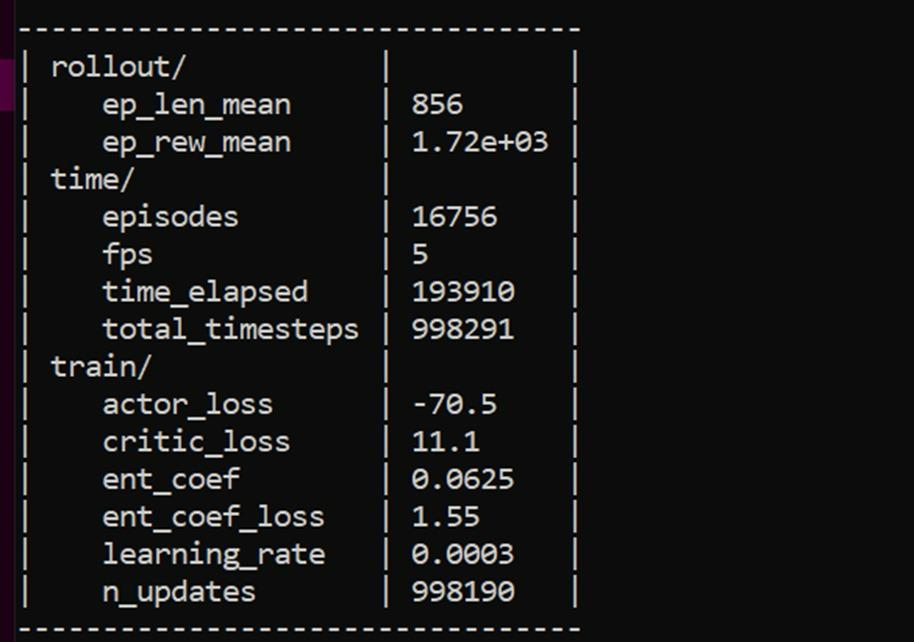 ----------------------------------
| rollout/           |          |
|    ep_len_mean     | 856      |
|    ep_rew_mean     | 1.72e+03 |
| time/              |          |
|    episodes        | 16756    |
|    fps             | 5        |
|    time_elapsed    | 193910   |
|    total_timesteps | 998291   |
| train/             |          |
|    actor_loss      | -70.5    |
|    critic_loss     | 11.1     |
|    ent_coef        | 0.0625   |
|    ent_coef_loss   | 1.55     |
|    learning_rate   | 0.0003   |
|    n_updates       | 998190   |
----------------------------------